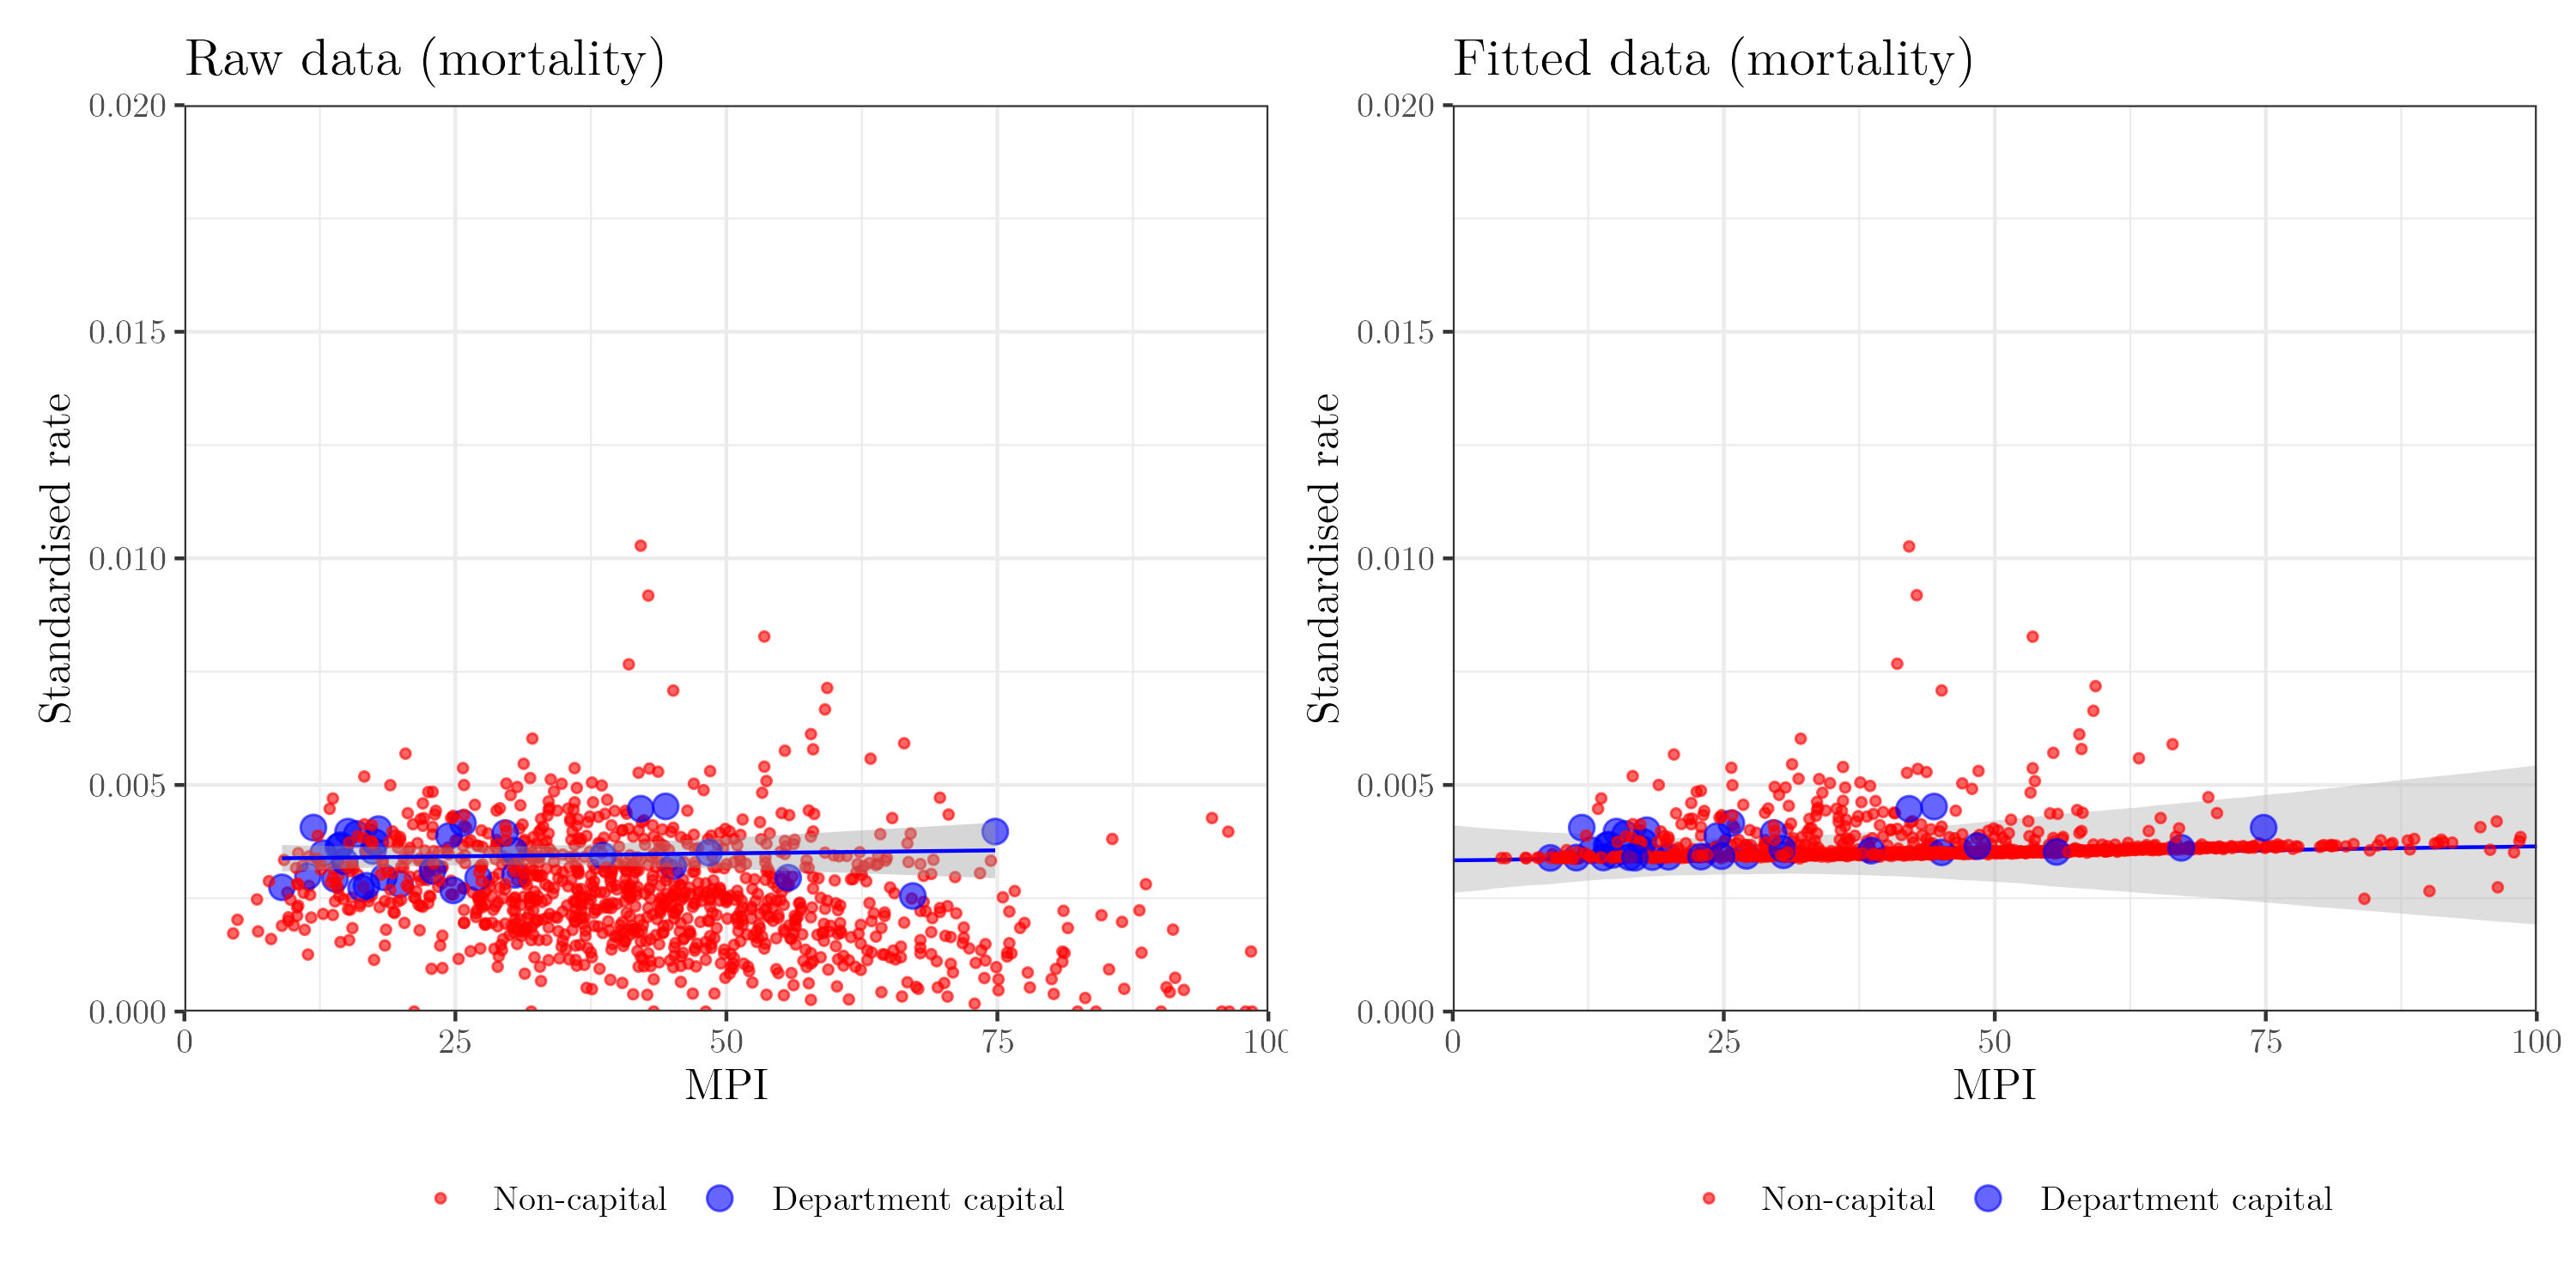 Raw data (mortality)
Standardised rate
0.020
0.015
0.010
0.005
0.000
0
25
50
75
100
MPI
Non-capital
Department capital
Fitted data (mortality)
Standardised rate
0.020
0.015
0.010
0.005
0.000
0
25
50
75
100
MPI
Non-capital
Department capital